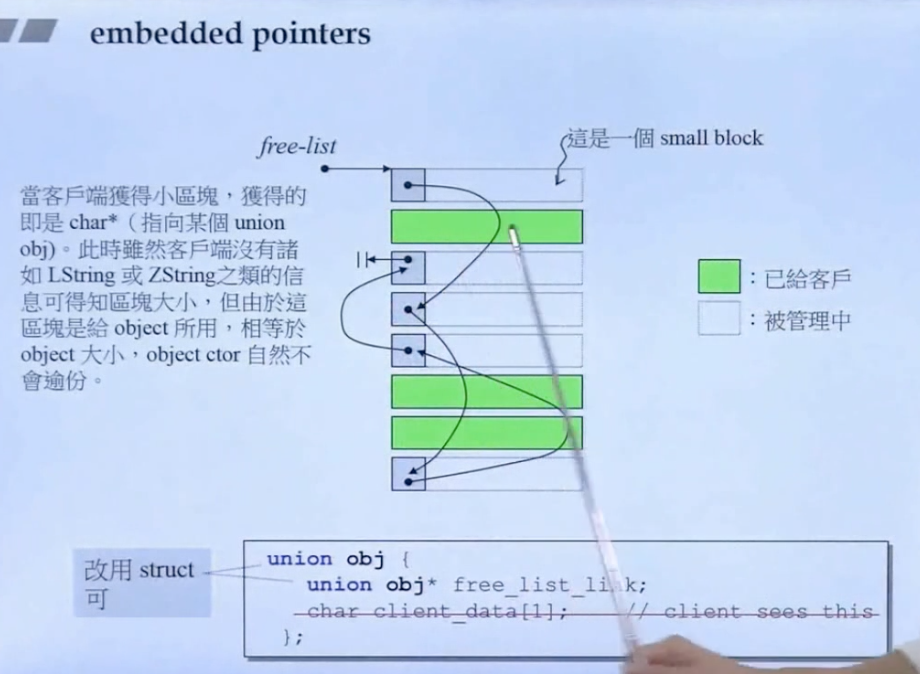 embedded pointers
free-list
這是一個 small block
當客戶端獲得小區塊，獲得的
即是 char*（指向某個 union
obj)。此時雖然客戶端沒有諸
如 LString 或 ZString之類的信
息可得知區塊大小，但由於這
區塊是給 object 所用，相等於
object 大小，object ctor 自然不
會逾份。
：已給客戶
：被管理中
改用 struct
可
union obj {
union obj* free_list_link;
char client_data[1]; // client sees this
};